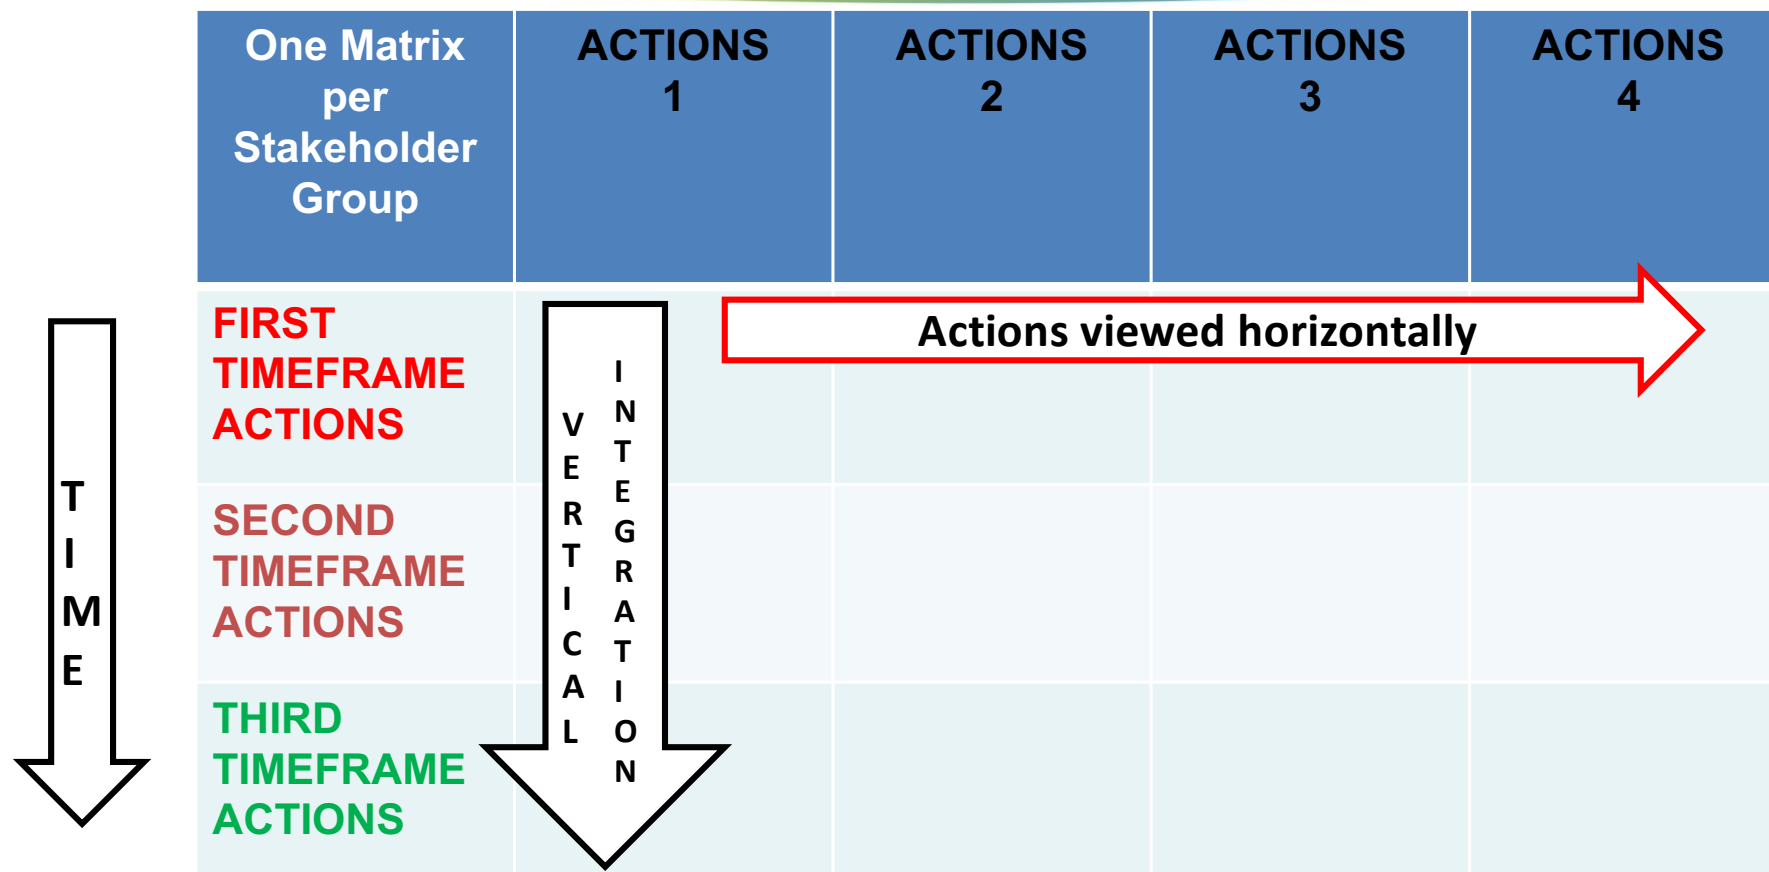 One Matrix
per
Stakeholder
Group
ACTIONS
1
ACTIONS
2
ACTIONS
3
ACTIONS
4
TIME
FIRST
TIMEFRAME
ACTIONS
VERTICAL
INTEGRATION
Actions viewed horizontally
SECOND
TIMEFRAME
ACTIONS
THIRD
TIMEFRAME
ACTIONS